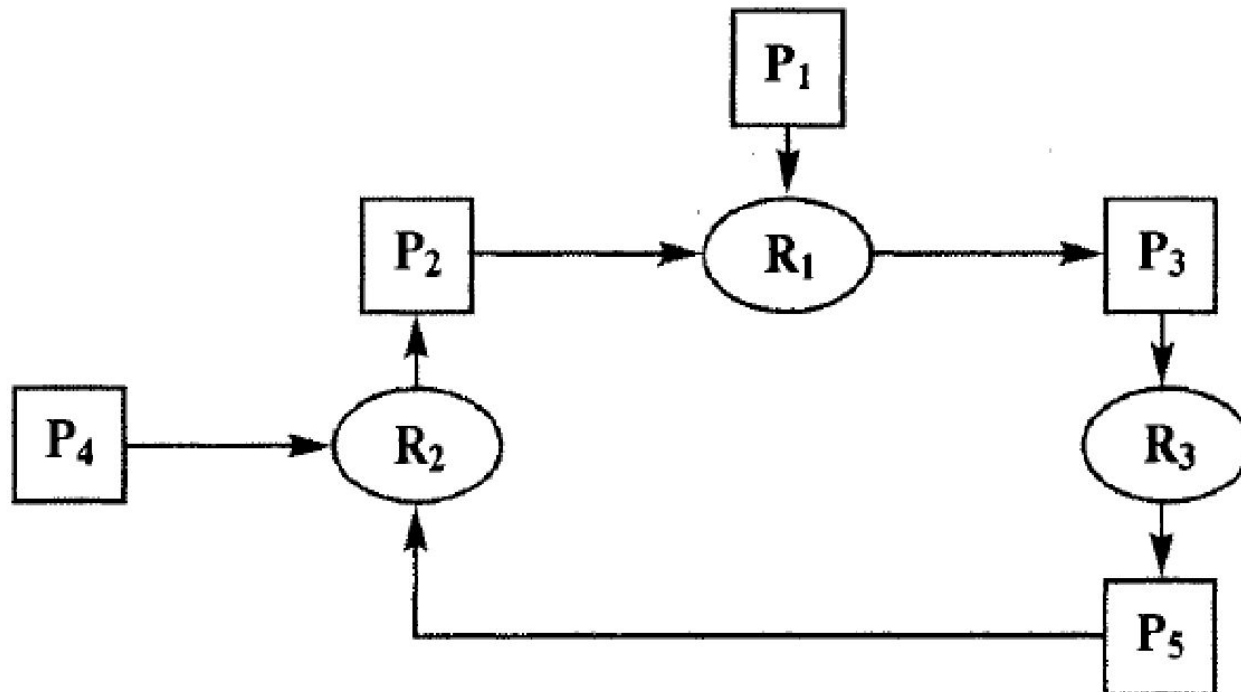 P₁
P₂ R₁ P₃
P₄ R₂ R₃
P₅